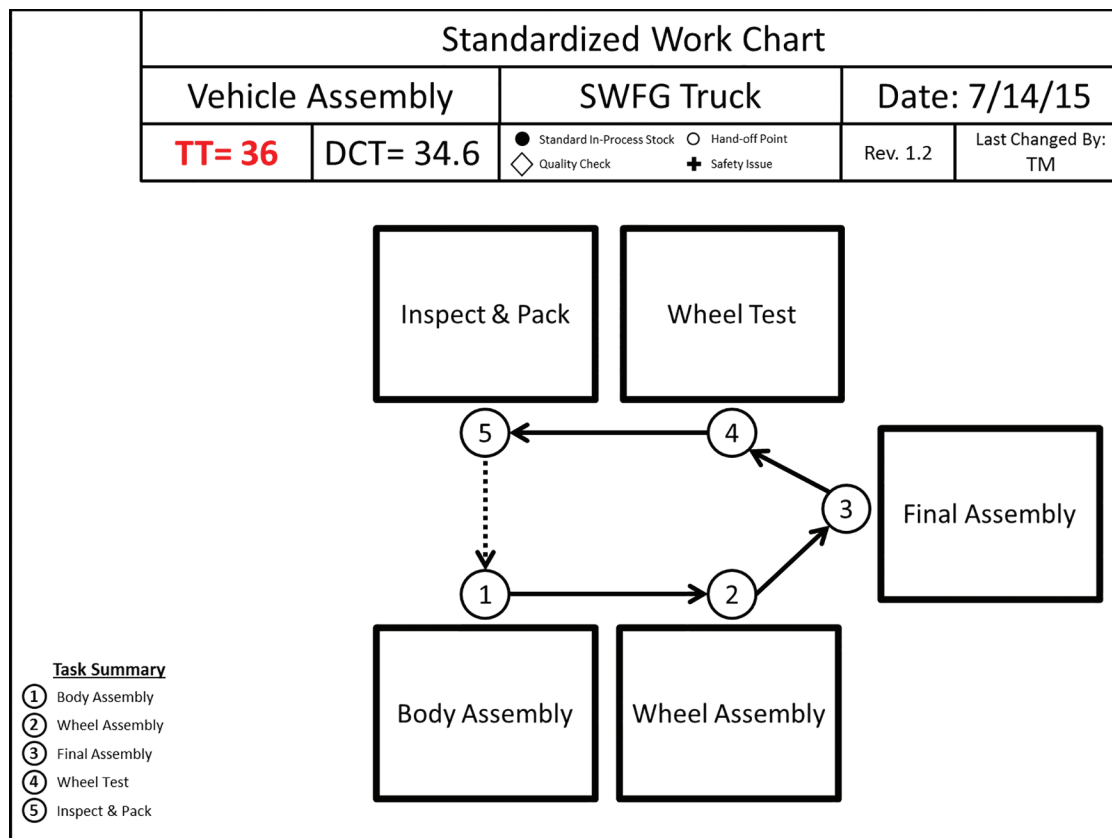 Standardized Work Chart
Vehicle Assembly
SWFG Truck
Date: 7/14/15
TT= 36
DCT= 34.6
Standard In-Process Stock
Hand-off Point
Quality Check
Safety Issue
Rev. 1.2
Last Changed By:
TM
Inspect & Pack
Wheel Test
5
4
3
Final Assembly
1
2
Body Assembly
Wheel Assembly
Task Summary
1 Body Assembly
2 Wheel Assembly
3 Final Assembly
4 Wheel Test
5 Inspect & Pack